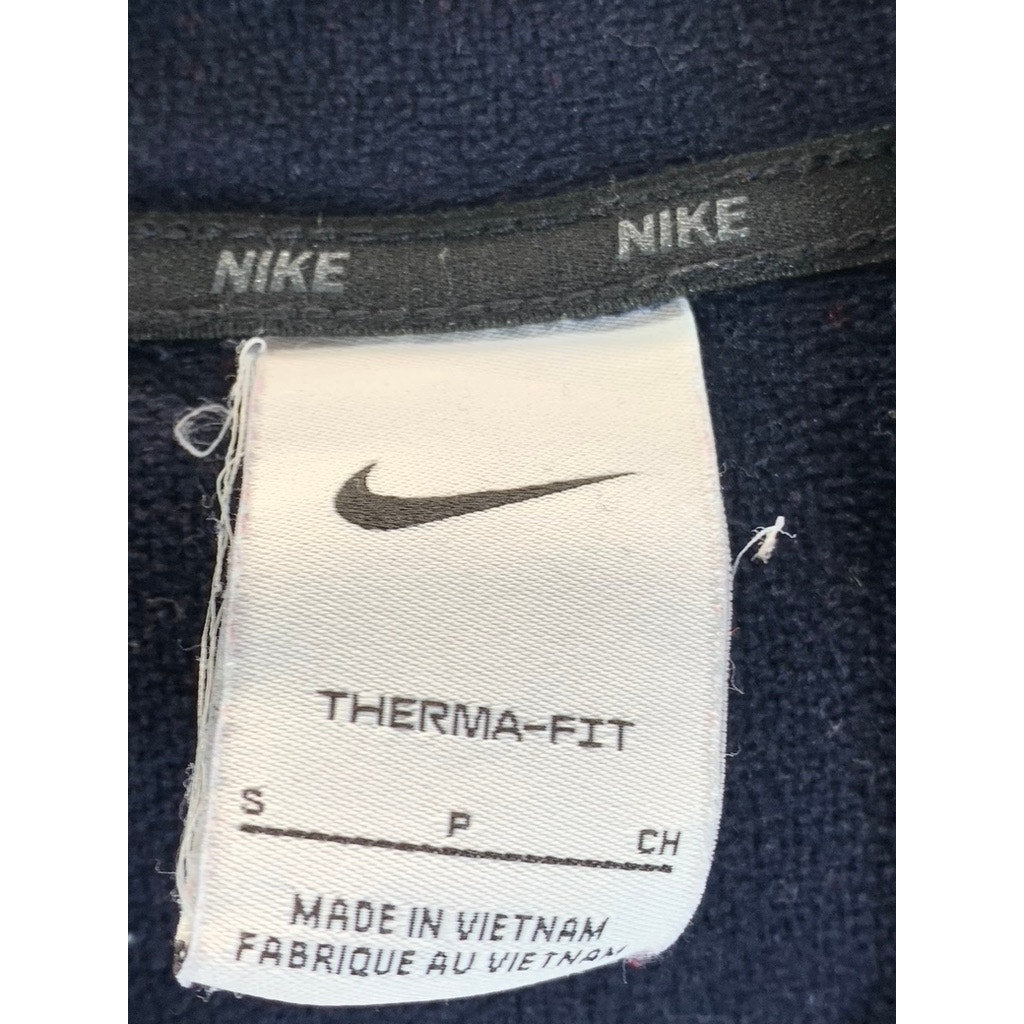 NIKE NIKE
THERMA-FIT
S P CH
MADE IN VIETNAM
FABRIQUE AU VIETNAM